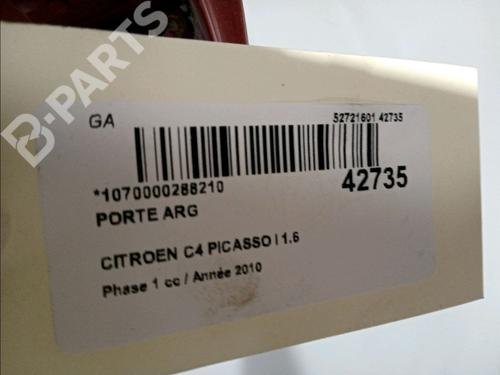 B-PARTS
GA
52721601 42735
*1070000288210
42735
PORTE ARG
CITROEN C4 PICASSO I 1.6
Phase 1 cc / Année 2010